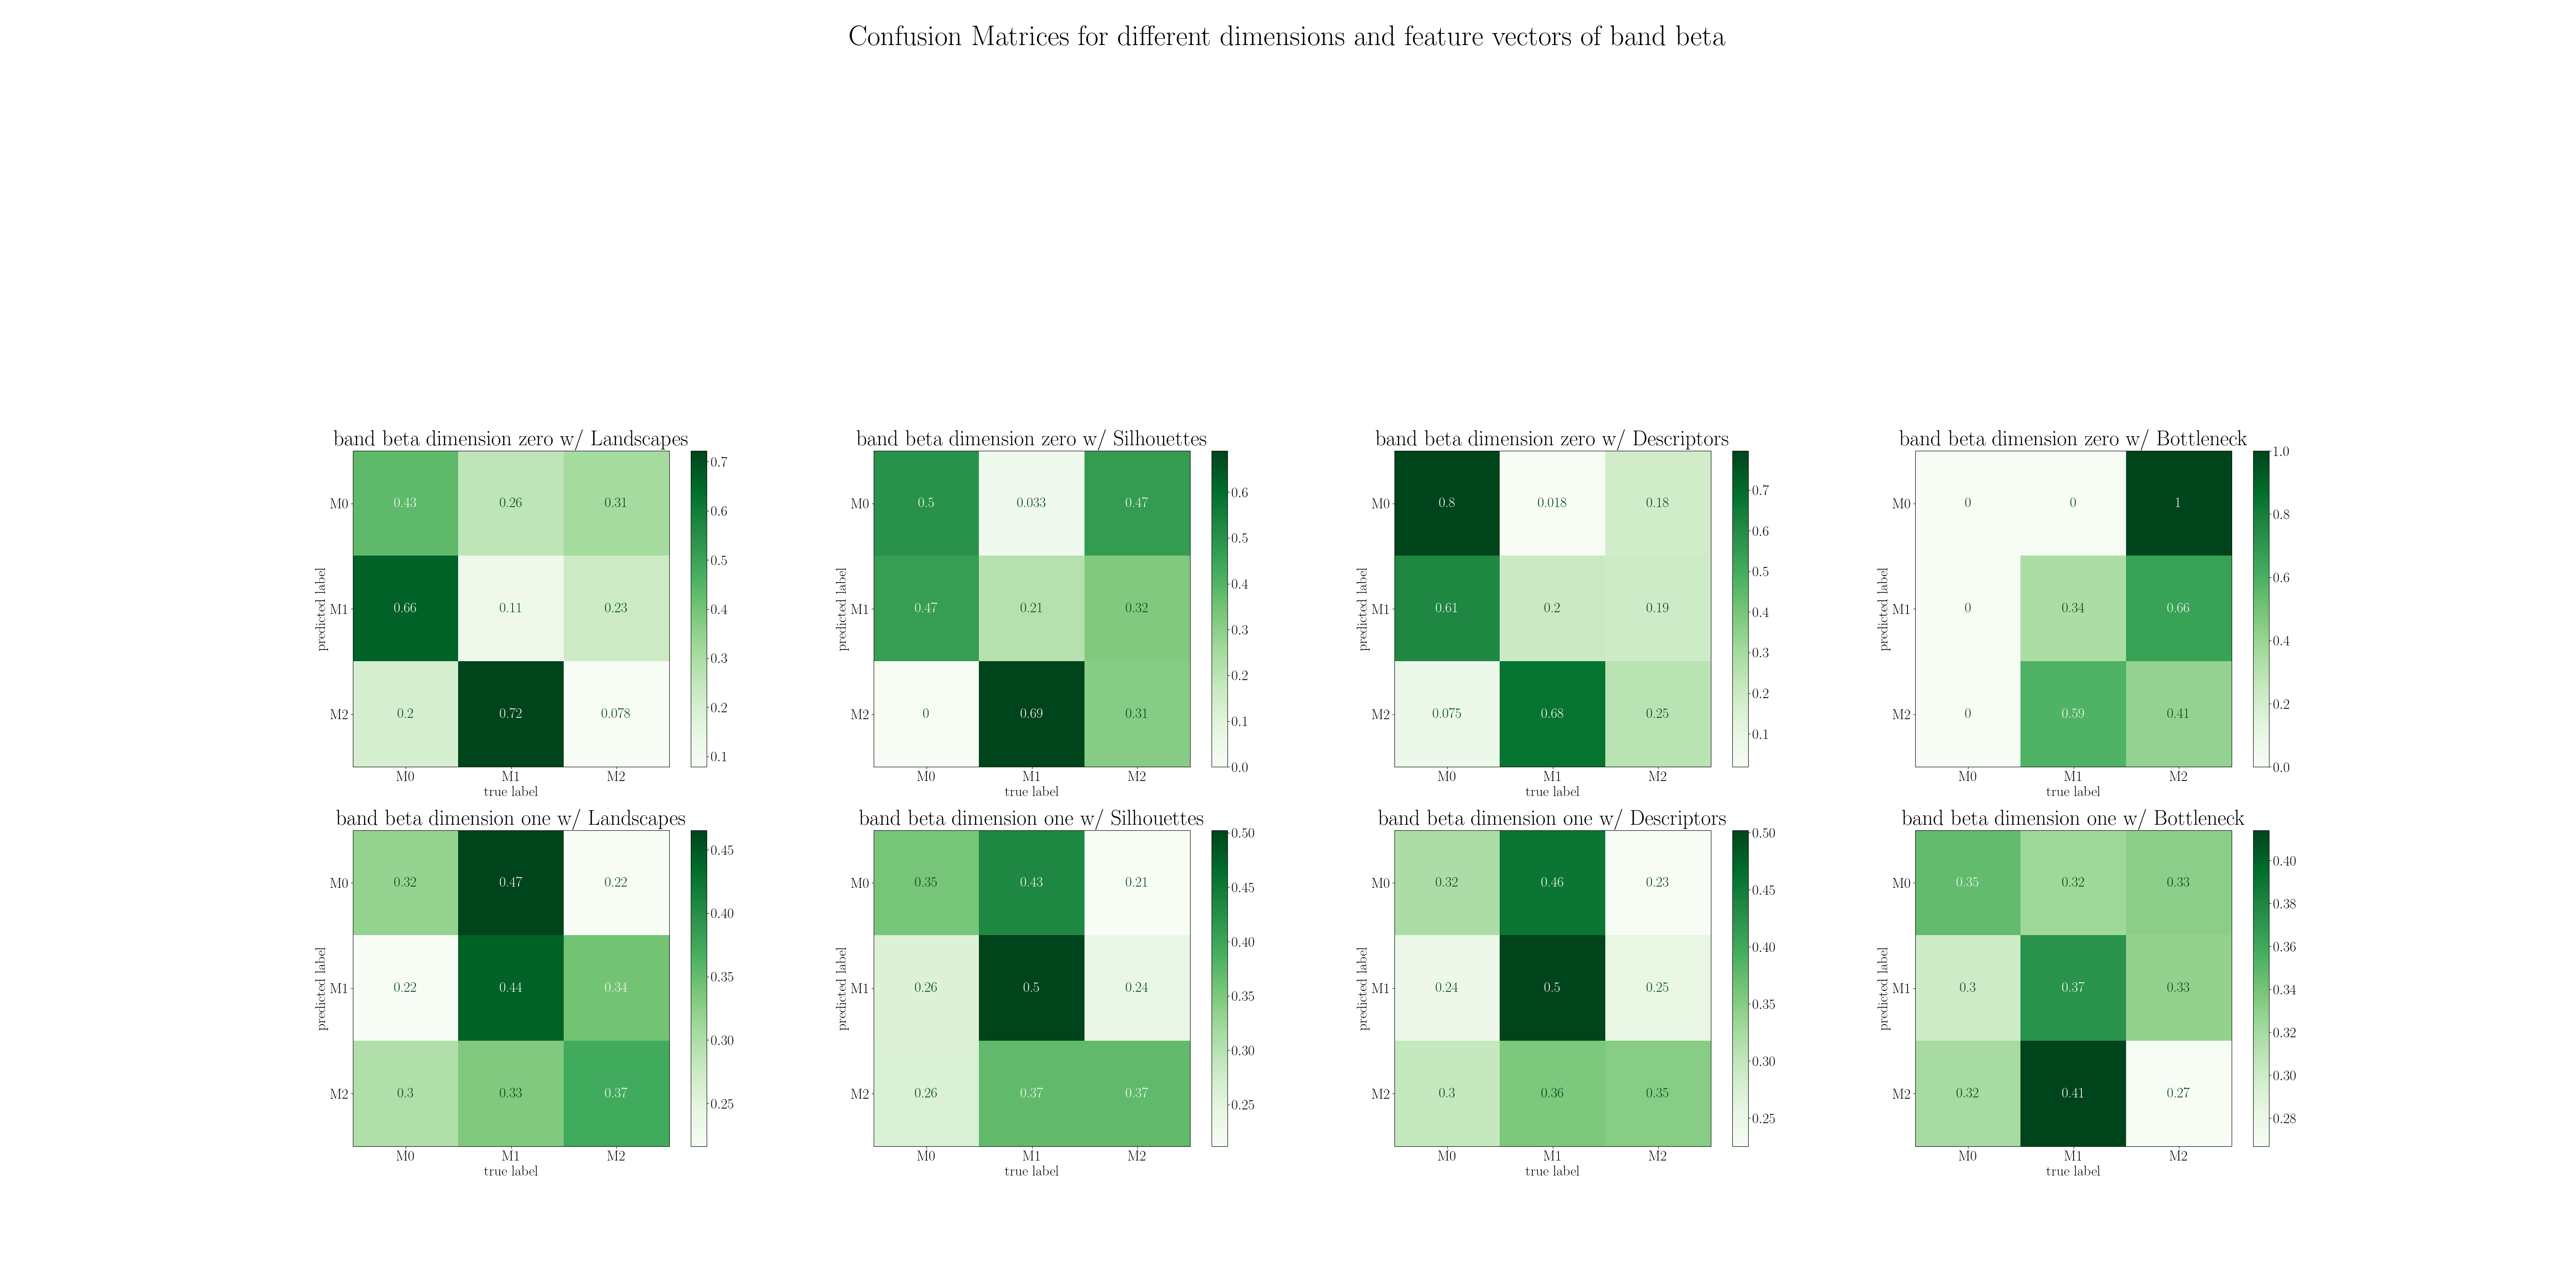 Confusion Matrices for different dimensions and feature vectors of band beta
band beta dimension zero w/ Landscapes
M0
M1
M2
predicted label
0.43 0.26 0.31
0.66 0.11 0.23
0.2 0.72 0.078
M0 M1 M2
true label
0.7
0.6
0.5
0.4
0.3
0.2
0.1
band beta dimension zero w/ Silhouettes
M0
M1
M2
predicted label
0.5 0.033 0.47
0.47 0.21 0.32
0 0.69 0.31
M0 M1 M2
true label
0.6
0.5
0.4
0.3
0.2
0.1
0.0
band beta dimension zero w/ Descriptors
M0
M1
M2
predicted label
0.8 0.018 0.18
0.61 0.2 0.19
0.075 0.68 0.25
M0 M1 M2
true label
0.7
0.6
0.5
0.4
0.3
0.2
0.1
band beta dimension zero w/ Bottleneck
M0
M1
M2
predicted label
0 0 1
0 0.34 0.66
0 0.59 0.41
M0 M1 M2
true label
1.0
0.8
0.6
0.4
0.2
0.0
band beta dimension one w/ Landscapes
M0
M1
M2
predicted label
0.32 0.47 0.22
0.22 0.44 0.34
0.3 0.33 0.37
M0 M1 M2
true label
0.45
0.40
0.35
0.30
0.25
band beta dimension one w/ Silhouettes
M0
M1
M2
predicted label
0.35 0.43 0.21
0.26 0.5 0.24
0.26 0.37 0.37
M0 M1 M2
true label
0.50
0.45
0.40
0.35
0.30
0.25
band beta dimension one w/ Descriptors
M0
M1
M2
predicted label
0.32 0.46 0.23
0.24 0.5 0.25
0.3 0.36 0.35
M0 M1 M2
true label
0.50
0.45
0.40
0.35
0.30
0.25
band beta dimension one w/ Bottleneck
M0
M1
M2
predicted label
0.35 0.32 0.33
0.3 0.37 0.33
0.32 0.41 0.27
M0 M1 M2
true label
0.40
0.38
0.36
0.34
0.32
0.30
0.28